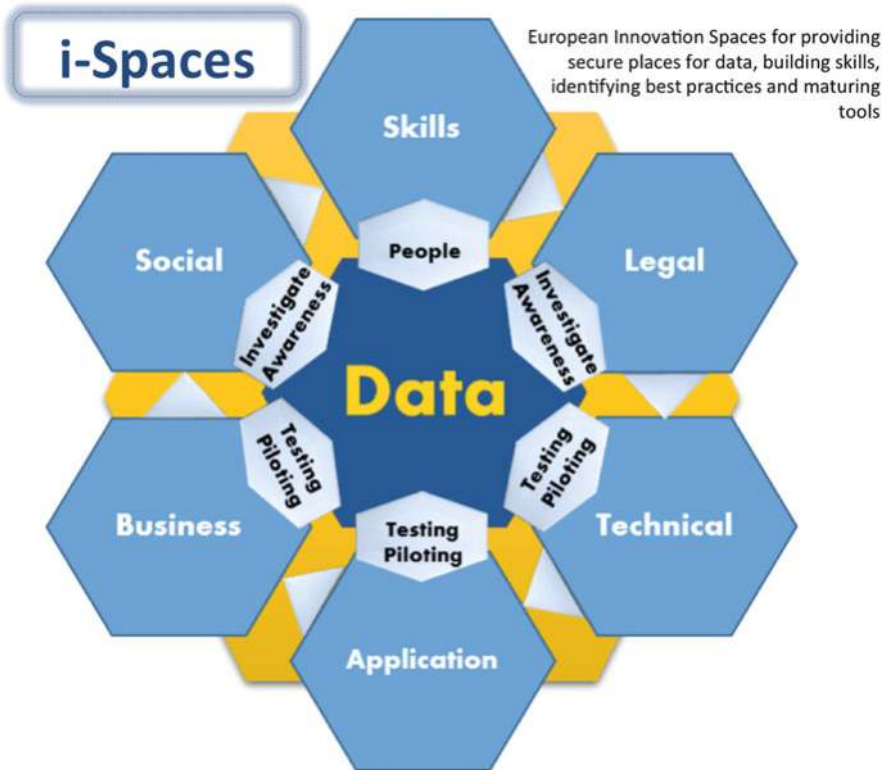 i-Spaces
European Innovation Spaces for providing
secure places for data, building skills,
identifying best practices and maturing
tools
Skills
People
Social
Legal
Investigate
Awareness
Investigate
Awareness
Data
Testing
Piloting
Testing
Piloting
Business
Testing
Piloting
Technical
Application